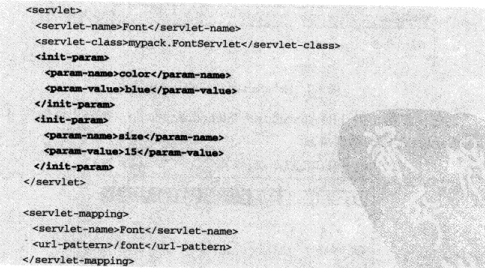 <servlet>
<servlet-name>Font</servlet-name>
<servlet-class>mypack.FontServlet</servlet-class>
<init-param>
<param-name>color</param-name>
<param-value>blue</param-value>
</init-param>
<init-param>
<param-name>size</param-name>
<param-value>15</param-value>
</init-param>
</servlet>
<servlet-mapping>
<servlet-name>Font</servlet-name>
<url-pattern>/font</url-pattern>
</servlet-mapping>